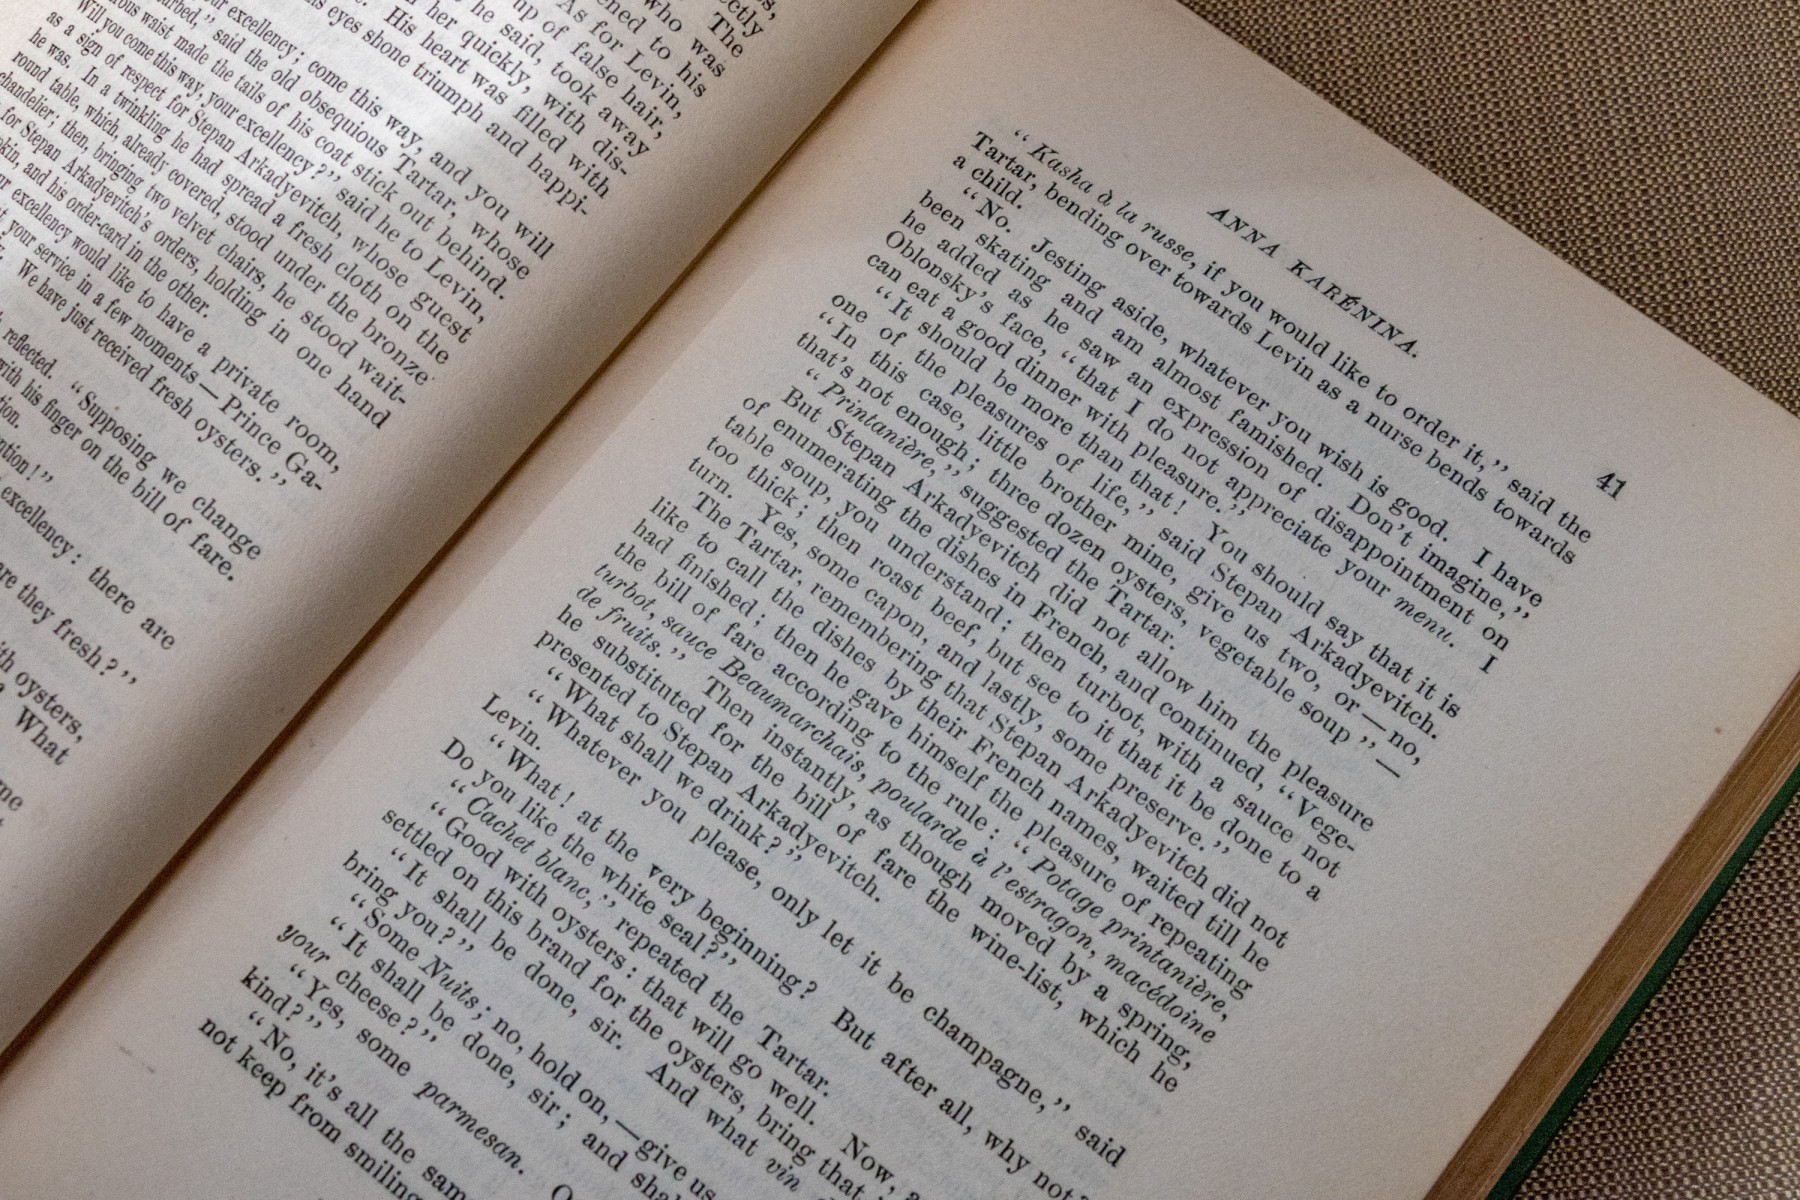 ectly
who was The
ened to his
As for Levin,
up of false hair,
he said, took away
her quickly, with dis-
His heart was filled with
his eyes shone triumph and happi-
our excellency; come this way, and you will
said the old obsequious Tartar, whose
waist made the tails of his coat stick out behind.
Will you come this way, your excellency?" said he to Levin,
as a sign of respect for Stepan Arkadyevitch, whose guest
he was. In a twinkling he had spread a fresh cloth on the
round table, which, already covered, stood under the bronze
chandelier; then, bringing two velvet chairs, he stood wait-
for Stepan Arkadyevitch's orders, holding in one hand
and his order-card in the other.
excellency would like to have a private room,
your service in a few moments—Prince Ga-
We have just received fresh oysters."
reflected. "Supposing we change
with his finger on the bill of fare.
excellency: there are
are they fresh?"
oysters,
What
ANNA KARÉNINA. 41
"Kasha à la russe, if you would like to order it," said the
Tartar, bending over towards Levin as a nurse bends towards
a child.
"No. Jesting aside, whatever you wish is good. I have
been skating and am almost famished. Don't imagine,"
he added as he saw an expression of disappointment on
Oblonsky's face, "that I do not appreciate your menu. I
can eat a good dinner with pleasure."
"It should be more than that! You should say that it is
one of the pleasures of life," said Stepan Arkadyevitch.
"In this case, little brother mine, give us two, or—no,
that's not enough; three dozen oysters, vegetable soup"—
"Printanière," suggested the Tartar.
But Stepan Arkadyevitch did not allow him the pleasure
of enumerating the dishes in French, and continued, "Vege-
table soup, you understand; then turbot, with a sauce not
too thick; then roast beef, but see to it that it be done to a
turn. Yes, some capon, and lastly, some preserve."
The Tartar, remembering that Stepan Arkadyevitch did not
like to call the dishes by their French names, waited till he
had finished; then he gave himself the pleasure of repeating
the bill of fare according to the rule: "Potage printanière,
turbot, sauce Beaumarchais, poularde à l'estragon, macédoine
de fruits." Then instantly, as though moved by a spring,
he substituted for the bill of fare the wine-list, which he
presented to Stepan Arkadyevitch.
"What shall we drink?"
"Whatever you please, only let it be champagne," said
Levin.
"What! at the very beginning? But after all, why not?
Do you like the white seal?"
"Cachet blanc," repeated the Tartar.
"Good with oysters: that will go well. Now,
settled on this brand for the oysters, bring that
"It shall be done, sir. And what vin
bring you?"
"Some Nuits; no, hold on,—give us
"It shall be done, sir; and shal
your cheese?"
"Yes, some parmesan.
kind?"
"No, it's all the sam
not keep from smiling